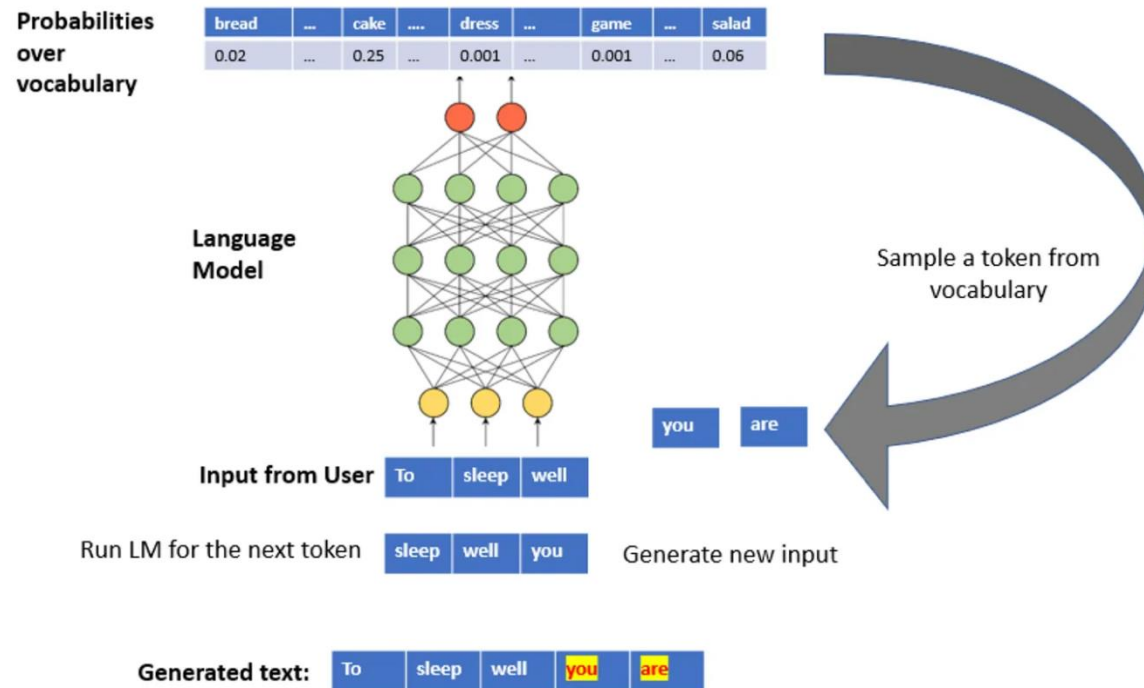 Probabilities
over
vocabulary
bread ... cake .... dress ... game ... salad
0.02 ... 0.25 ... 0.001 ... 0.001 ... 0.06
Language
Model
Sample a token from
vocabulary
you are
Input from User To sleep well
Run LM for the next token sleep well you Generate new input
Generated text: To sleep well you are